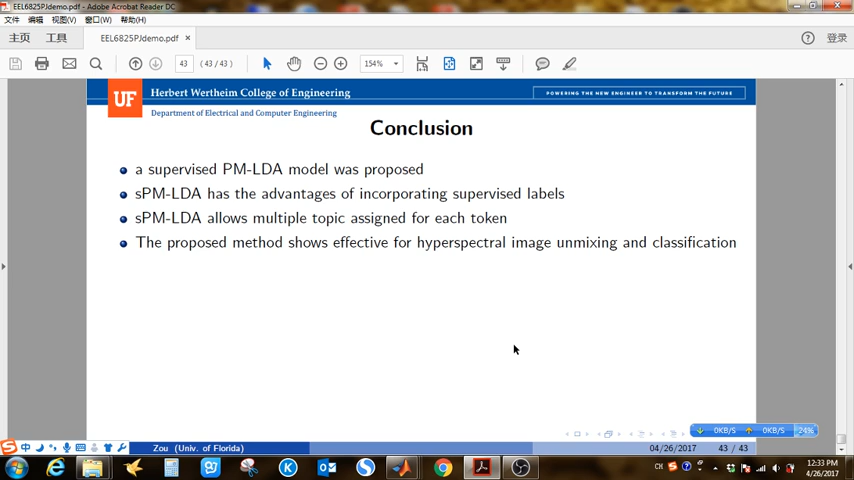 EEL6825PJdemo.pdf - Adobe Acrobat Reader DC
文件 编辑 视图(V) 窗口(W) 帮助(H)
主页 工具 EEL6825PJdemo.pdf × 登录
43 (43 / 43) 154%
UF Herbert Wertheim College of Engineering POWERING THE NEW ENGINEER TO TRANSFORM THE FUTURE
Department of Electrical and Computer Engineering
Conclusion
a supervised PM-LDA model was proposed
sPM-LDA has the advantages of incorporating supervised labels
sPM-LDA allows multiple topic assigned for each token
The proposed method shows effective for hyperspectral image unmixing and classification
0KB/S 0KB/S 24%
中
Zou (Univ. of Florida) 04/26/2017 43 / 43
CH 12:33 PM
4/26/2017